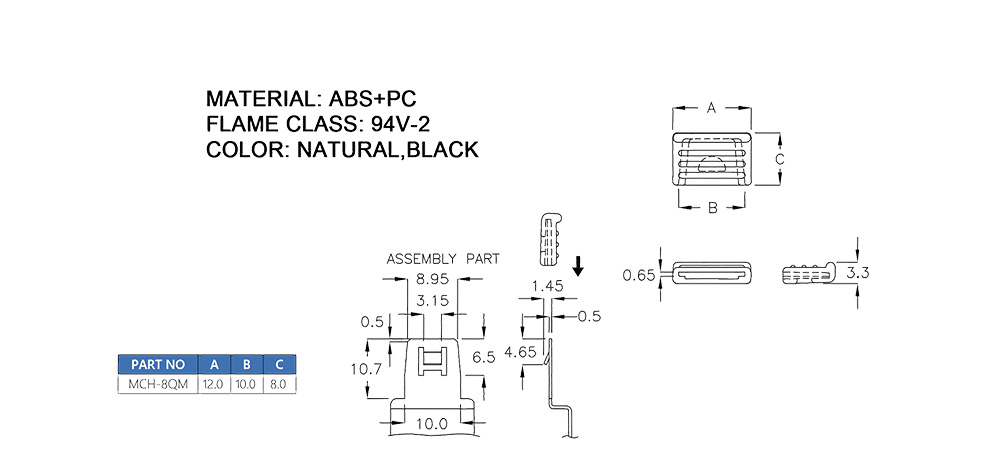 MATERIAL: ABS+PC
FLAME CLASS: 94V-2
COLOR: NATURAL,BLACK
A
C
B
ASSEMBLY PART
8.95
3.15
0.5
10.7
6.5
10.0
1.45
0.5
4.65
0.65
3.3
PART NO A B C
MCH-8QM 12.0 10.0 8.0